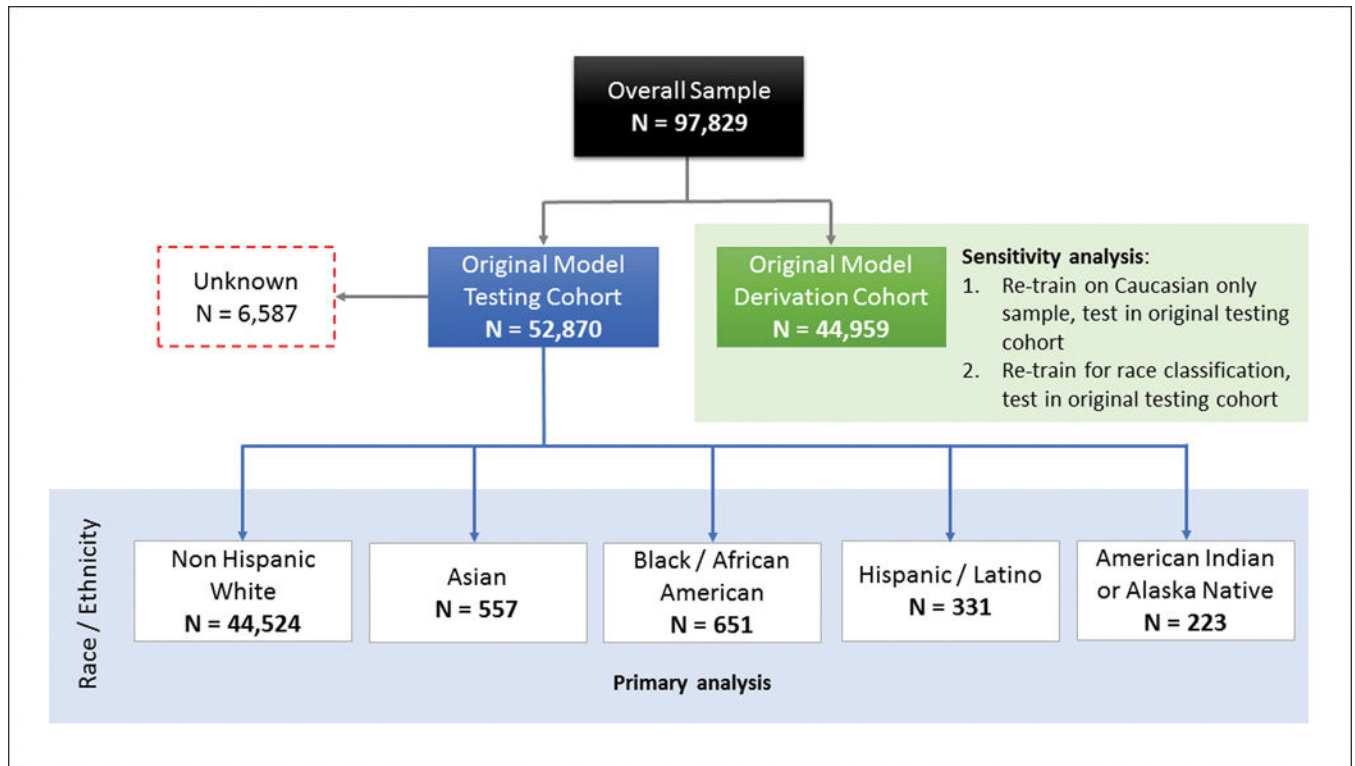 Overall Sample
N = 97,829
Unknown
N = 6,587
Original Model
Testing Cohort
N = 52,870
Original Model
Derivation Cohort
N = 44,959
Sensitivity analysis:
1. Re-train on Caucasian only
sample, test in original testing
cohort
2. Re-train for race classification,
test in original testing cohort
Race / Ethnicity
Non Hispanic
White
N = 44,524
Asian
N = 557
Black / African
American
N = 651
Hispanic / Latino
N = 331
American Indian
or Alaska Native
N = 223
Primary analysis